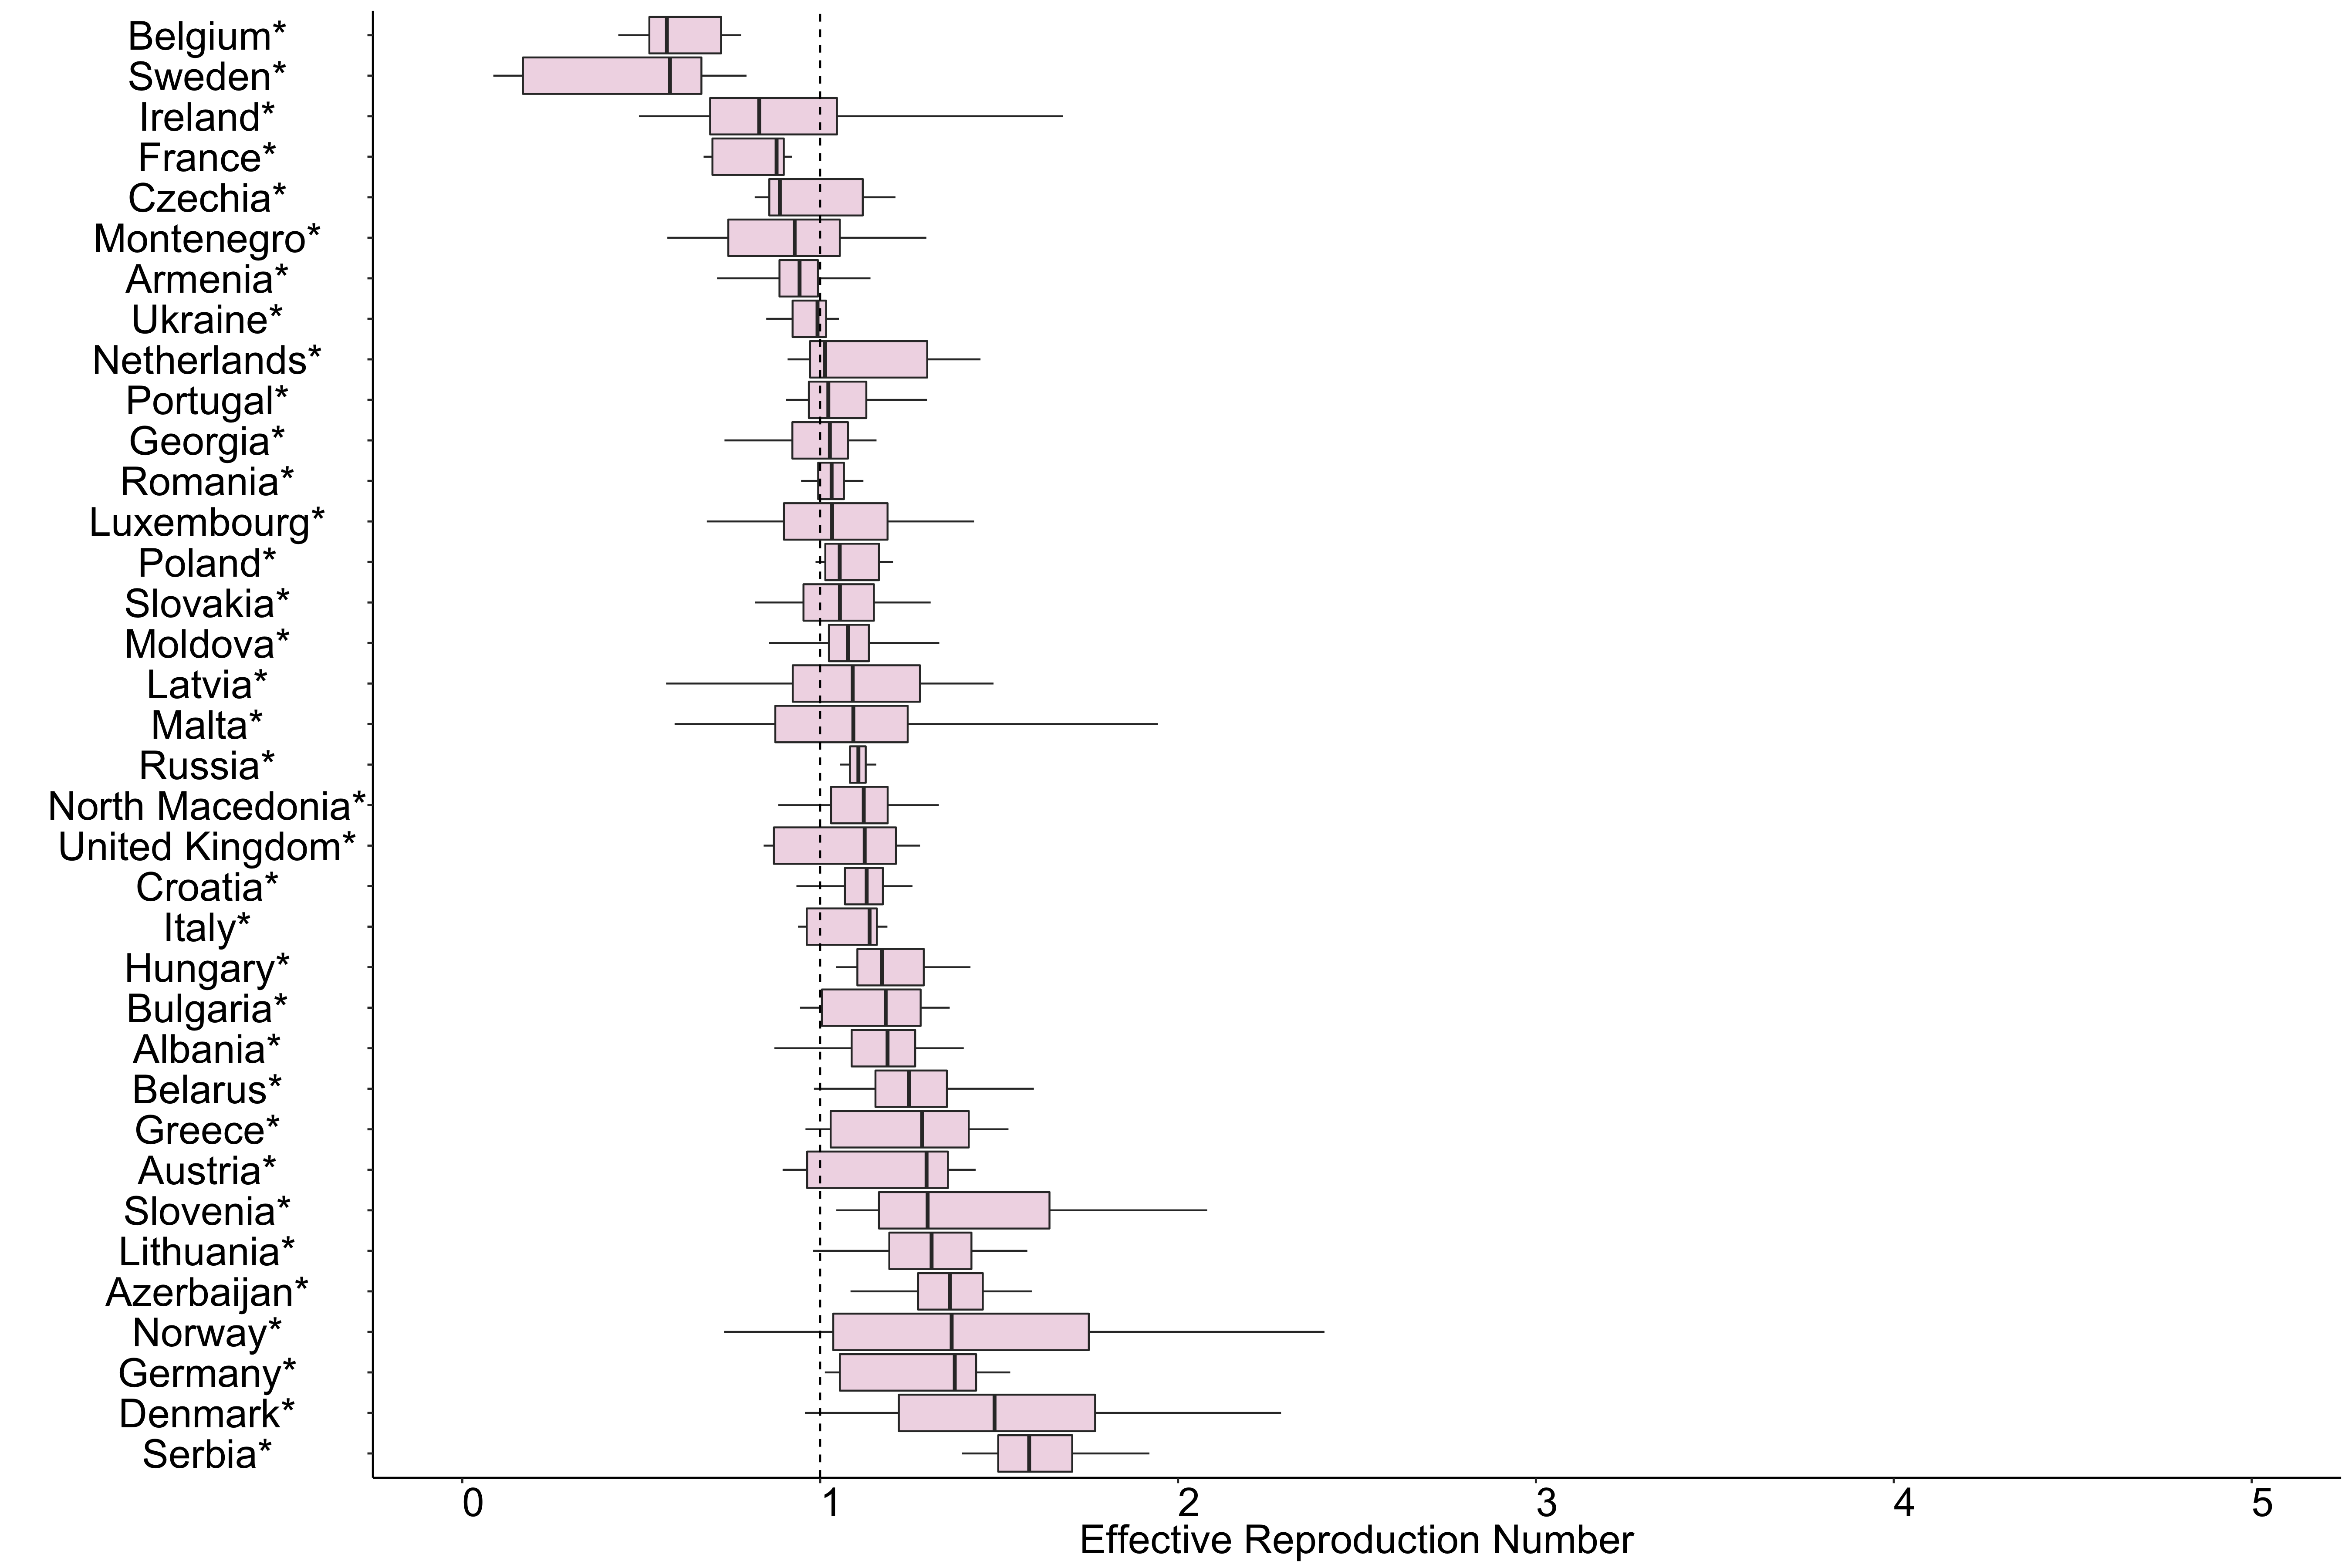 Belgium*
Sweden*
Ireland*
France*
Czechia*
Montenegro*
Armenia*
Ukraine*
Netherlands*
Portugal*
Georgia*
Romania*
Luxembourg*
Poland*
Slovakia*
Moldova*
Latvia*
Malta*
Russia*
North Macedonia*
United Kingdom*
Croatia*
Italy*
Hungary*
Bulgaria*
Albania*
Belarus*
Greece*
Austria*
Slovenia*
Lithuania*
Azerbaijan*
Norway*
Germany*
Denmark*
Serbia*
0 1 2 3 4 5
Effective Reproduction Number